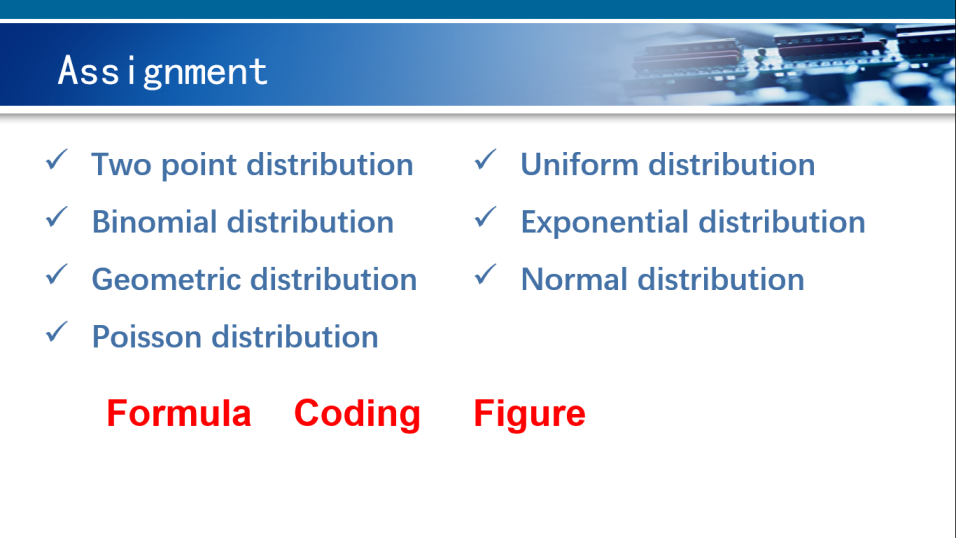 Assignment
✓ Two point distribution
✓ Binomial distribution
✓ Geometric distribution
✓ Poisson distribution
✓ Uniform distribution
✓ Exponential distribution
✓ Normal distribution
Formula Coding Figure